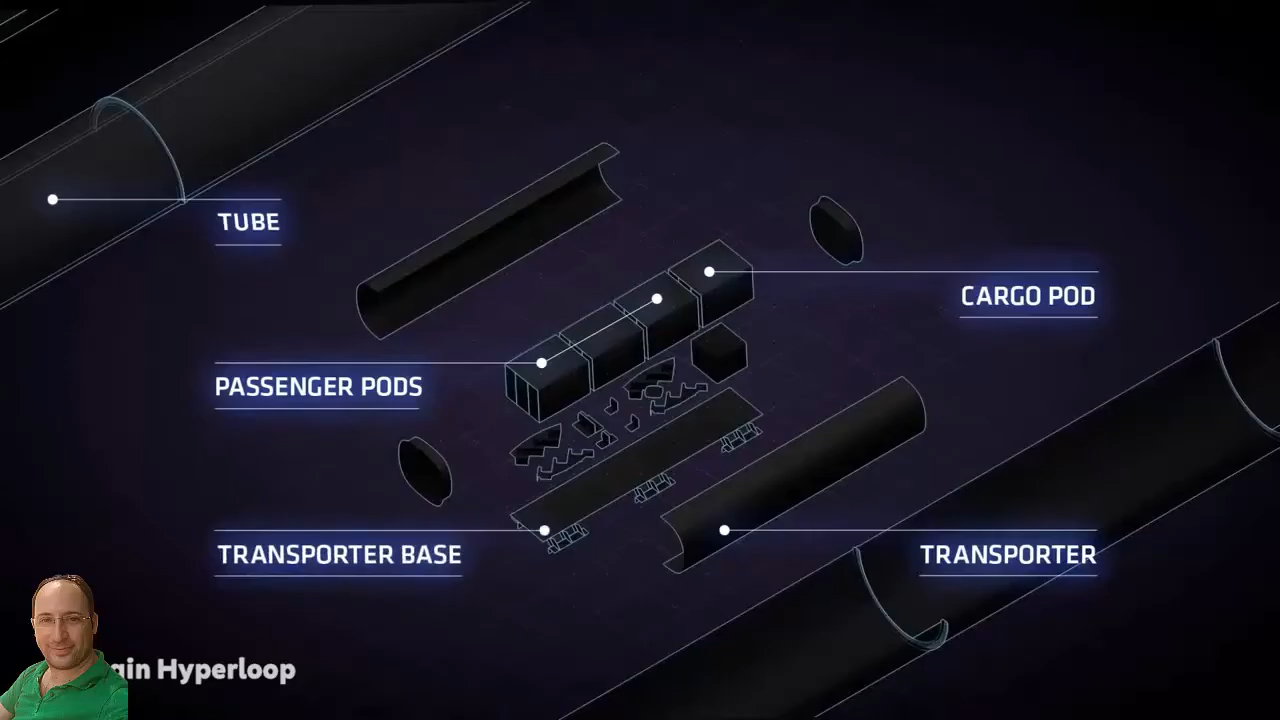 TUBE
CARGO POD
PASSENGER PODS
TRANSPORTER BASE
TRANSPORTER
Hyperloop